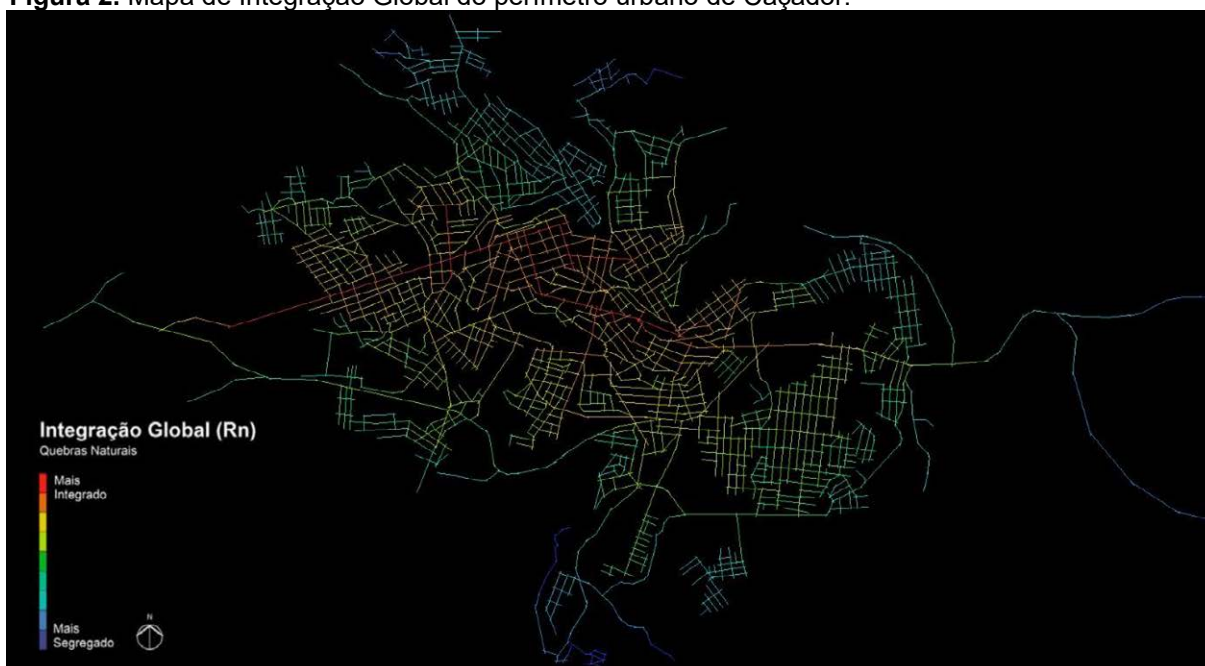 Figura 2. Mapa de Integração Global do perímetro urbano de Caçador.
Integração Global (Rn)
Quebras Naturais
Mais
Integrado
Mais
Segregado
N